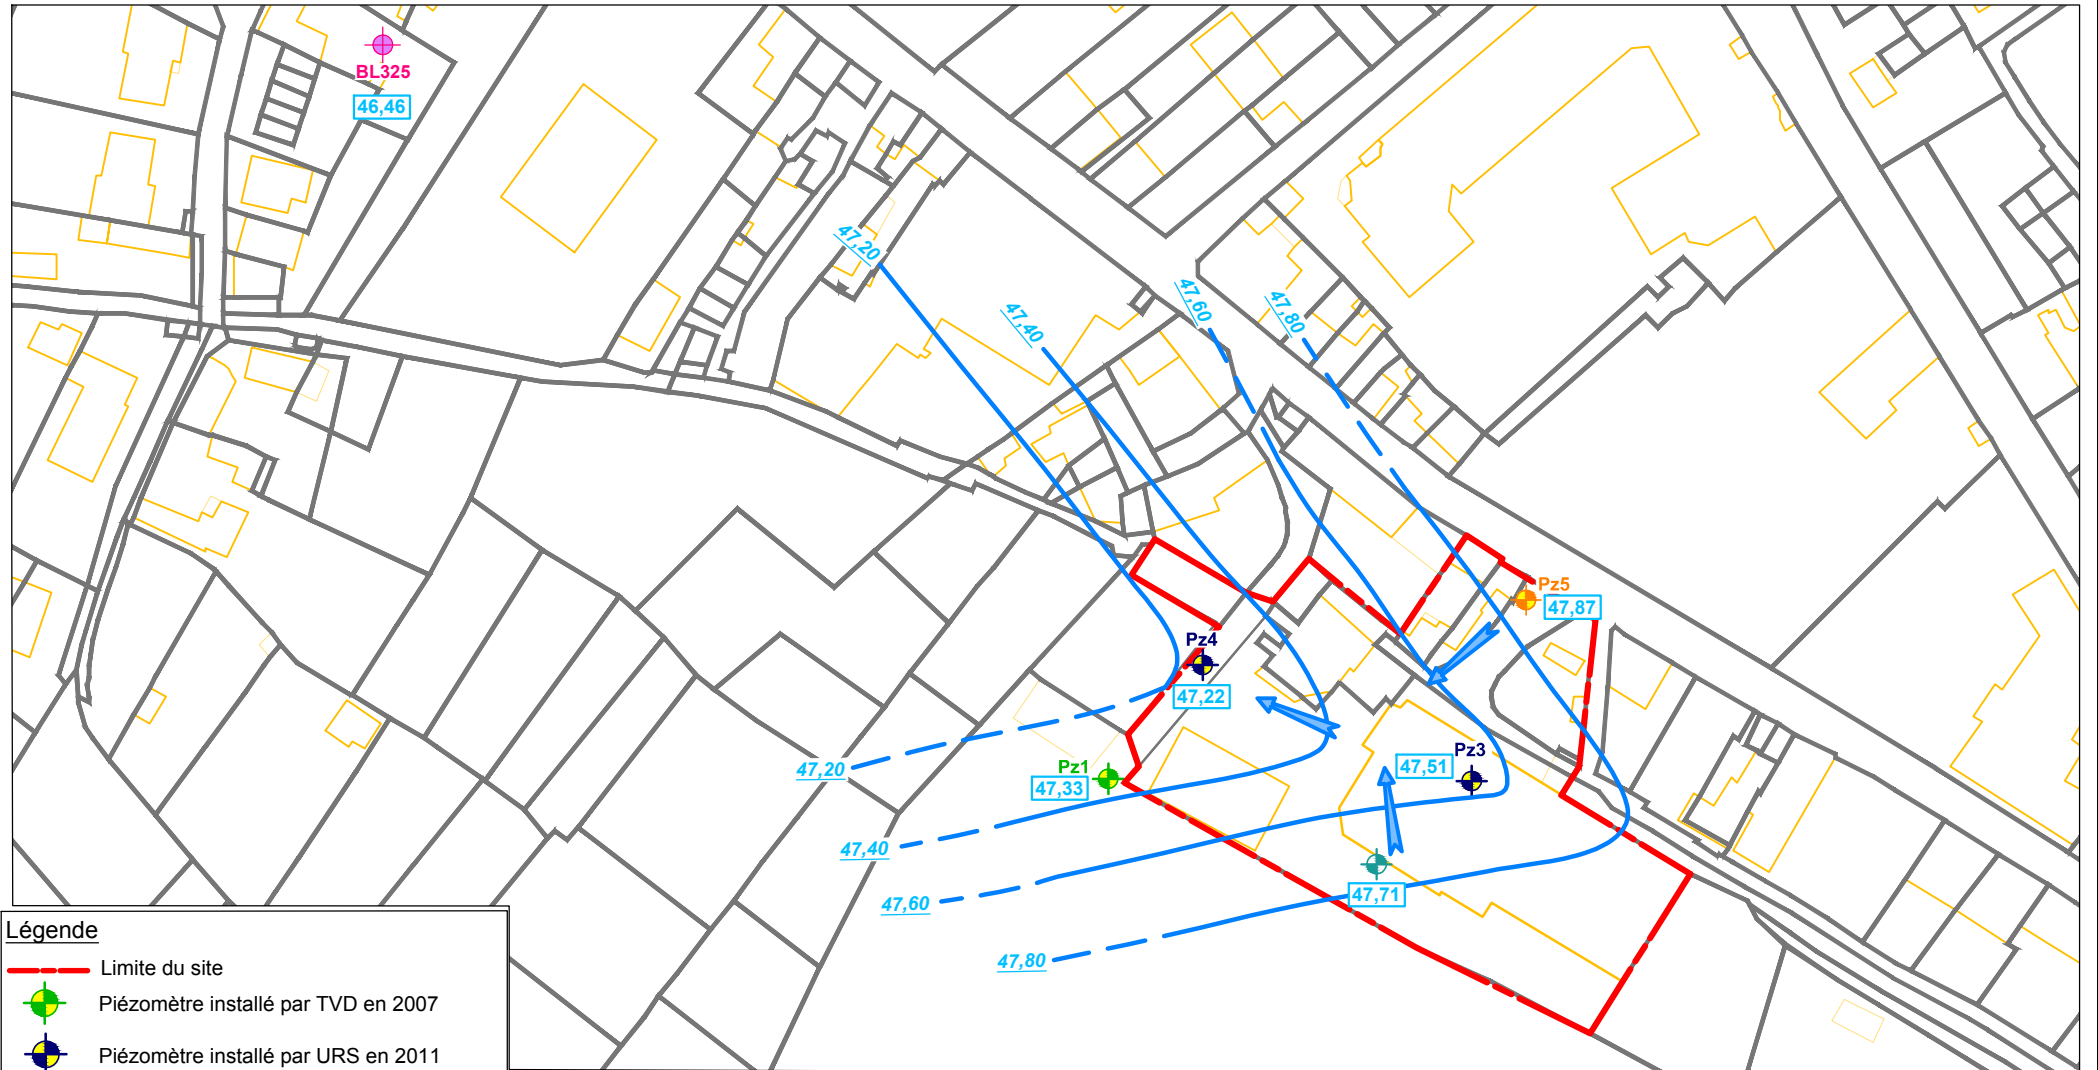 BL325
46,46
47,20
47,40
47,60
47,80
Pz5
47,87
Pz4
47,22
Pz3
47,51
Pz1
47,33
47,71
47,20
47,40
47,60
47,80
Légende
Limite du site
Piézomètre installé par TVD en 2007
Piézomètre installé par URS en 2011